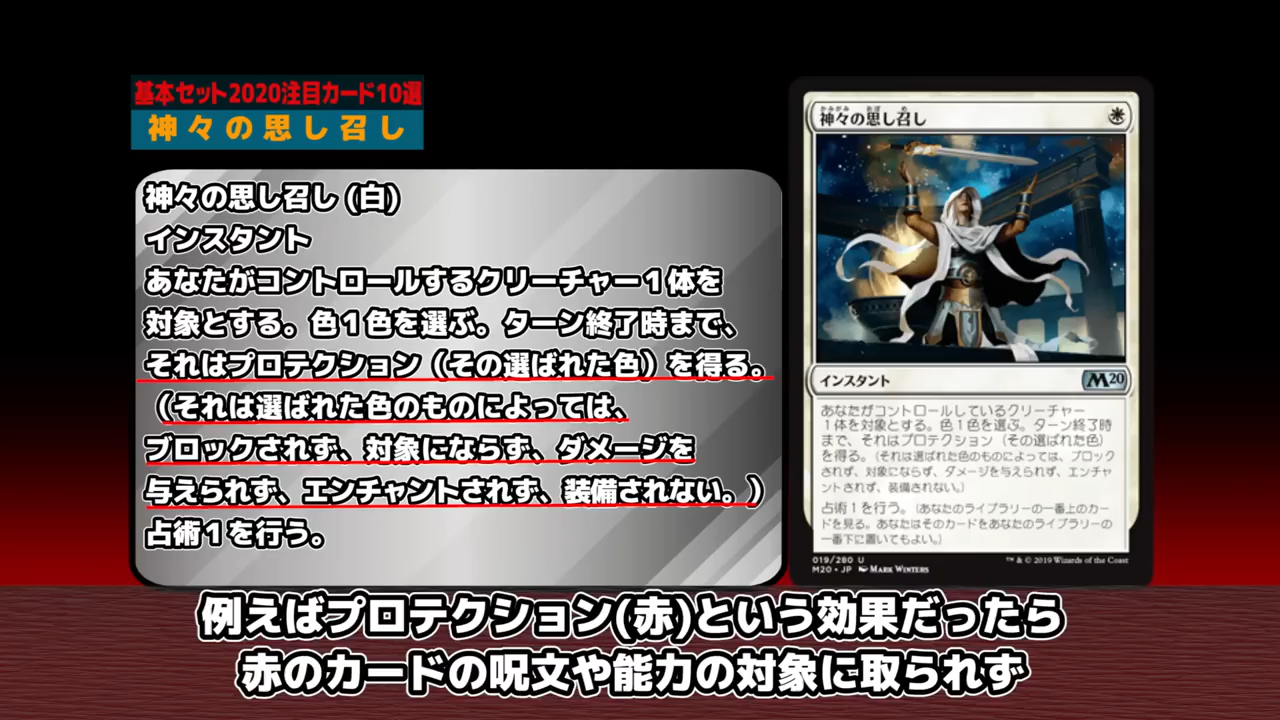 基本セット2020注目カード10選
神々の思し召し
神々の思し召し (白)
インスタント
あなたがコントロールするクリーチャー１体を
対象とする。色１色を選ぶ。ターン終了時まで、
それはプロテクション（その選ばれた色）を得る。
（それは選ばれた色のものによっては、
ブロックされず、対象にならず、ダメージを
与えられず、エンチャントされず、装備されない。）
占術１を行う。
かみがみ おぼ め
神々の思し召し
インスタント
M20
あなたがコントロールしているクリーチャー
１体を対象とする。色１色を選ぶ。ターン終了時
まで、それはプロテクション（その選ばれた色）
を得る。（それは選ばれた色のものによっては、ブロック
されず、対象にならず、ダメージを与えられず、エンチャ
ントされず、装備されない。）
占術１を行う。（あなたのライブラリーの一番上のカー
ドを見る。あなたはそのカードをあなたのライブラリーの
一番下に置いてもよい。）
019/280 U
M20・JP MARK WINTERS
™ & © 2019 Wizards of the Coast
例えばプロテクション(赤)という効果だったら
赤のカードの呪文や能力の対象に取られず